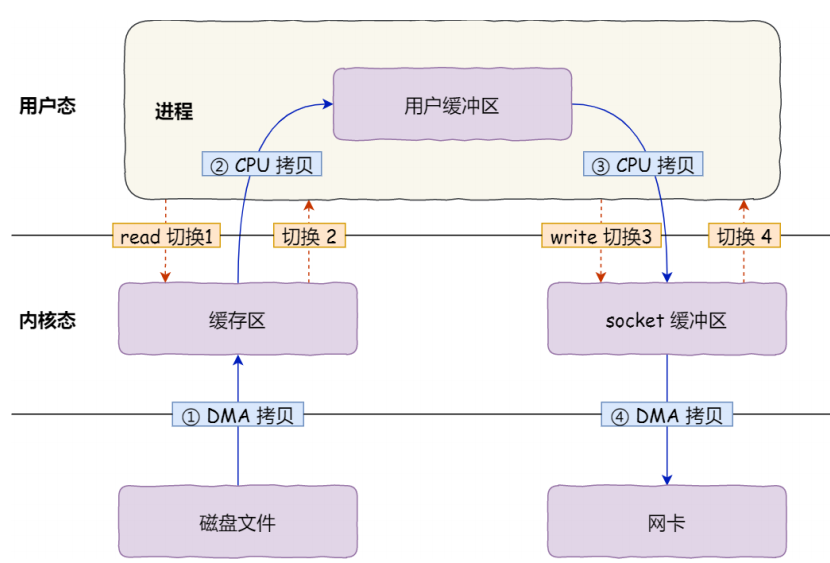 用户态
进程
用户缓冲区
② CPU 拷贝
③ CPU 拷贝
read 切换1
切换 2
write 切换3
切换 4
内核态
缓存区
socket 缓冲区
① DMA 拷贝
④ DMA 拷贝
磁盘文件
网卡